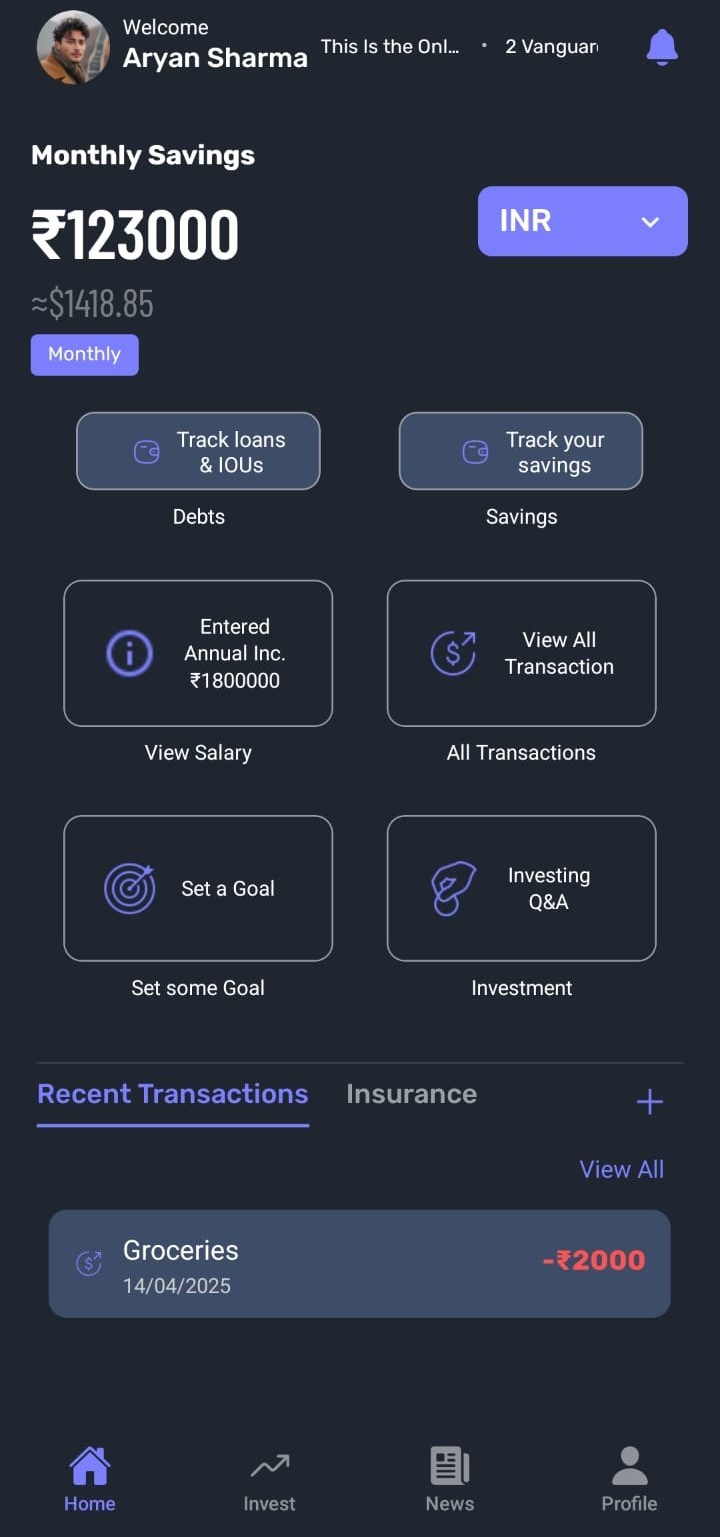 Welcome
Aryan Sharma
This Is the Onl... • 2 Vanguar
Monthly Savings
₹123000
INR
≈$1418.85
Monthly
Track loans
& IOUs
Track your
savings
Debts
Savings
Entered
Annual Inc.
₹1800000
View All
Transaction
View Salary
All Transactions
Set a Goal
Investing
Q&A
Set some Goal
Investment
Recent Transactions
Insurance
+
View All
Groceries
14/04/2025
-₹2000
Home
Invest
News
Profile